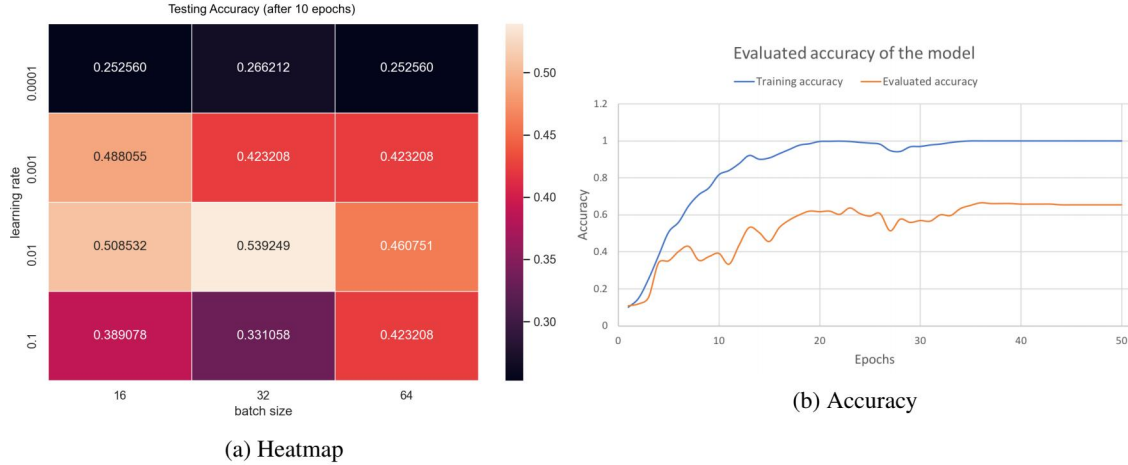 Testing Accuracy (after 10 epochs)
learning rate
0.0001
0.252560 0.266212 0.252560
0.001
0.488055 0.423208 0.423208
0.01
0.508532 0.539249 0.460751
0.1
0.389078 0.331058 0.423208
16 32 64
batch size
0.50
0.45
0.40
0.35
0.30
(a) Heatmap
Evaluated accuracy of the model
Training accuracy Evaluated accuracy
Accuracy
1.2
1
0.8
0.6
0.4
0.2
0
0 10 20 30 40 50
Epochs
(b) Accuracy